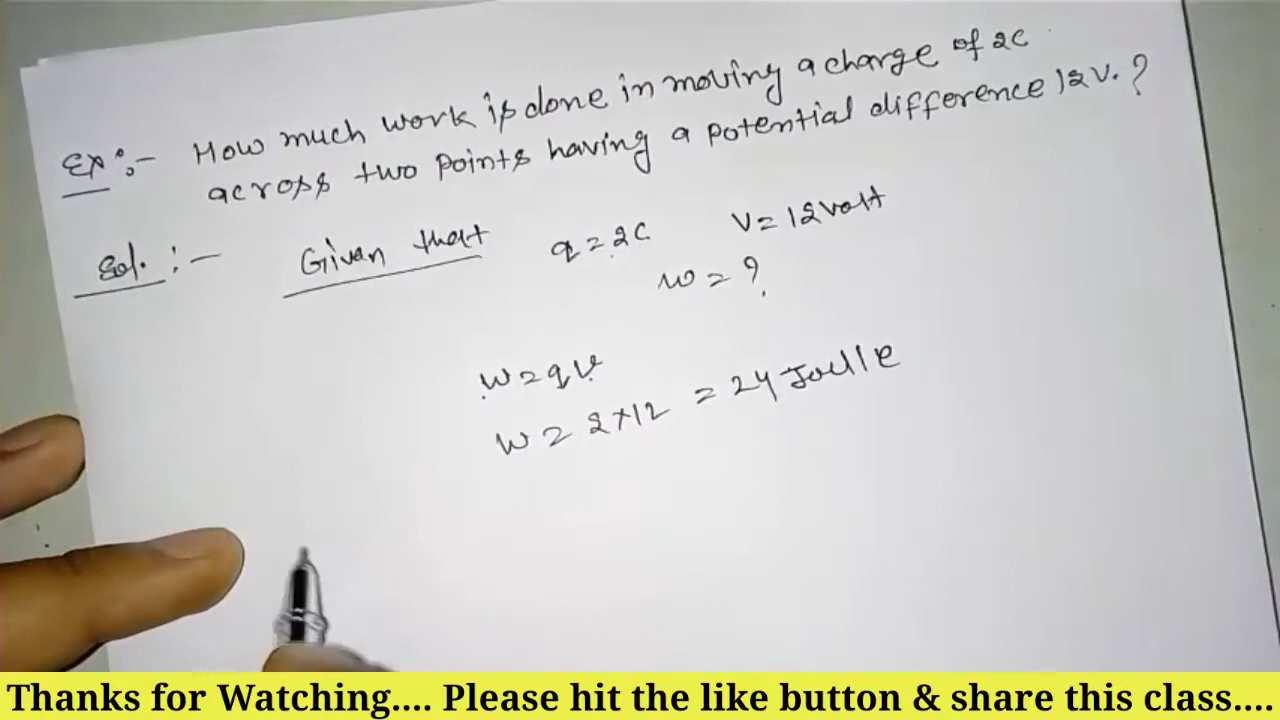 Ex:- How much work is done in moving a charge of 2C
across two points having a potential difference 12V.?
Sol. :- Given that q = 2C V = 12 Volt
w = ?
W = qV
W = 2×12 = 24 Joule
Thanks for Watching.... Please hit the like button & share this class....